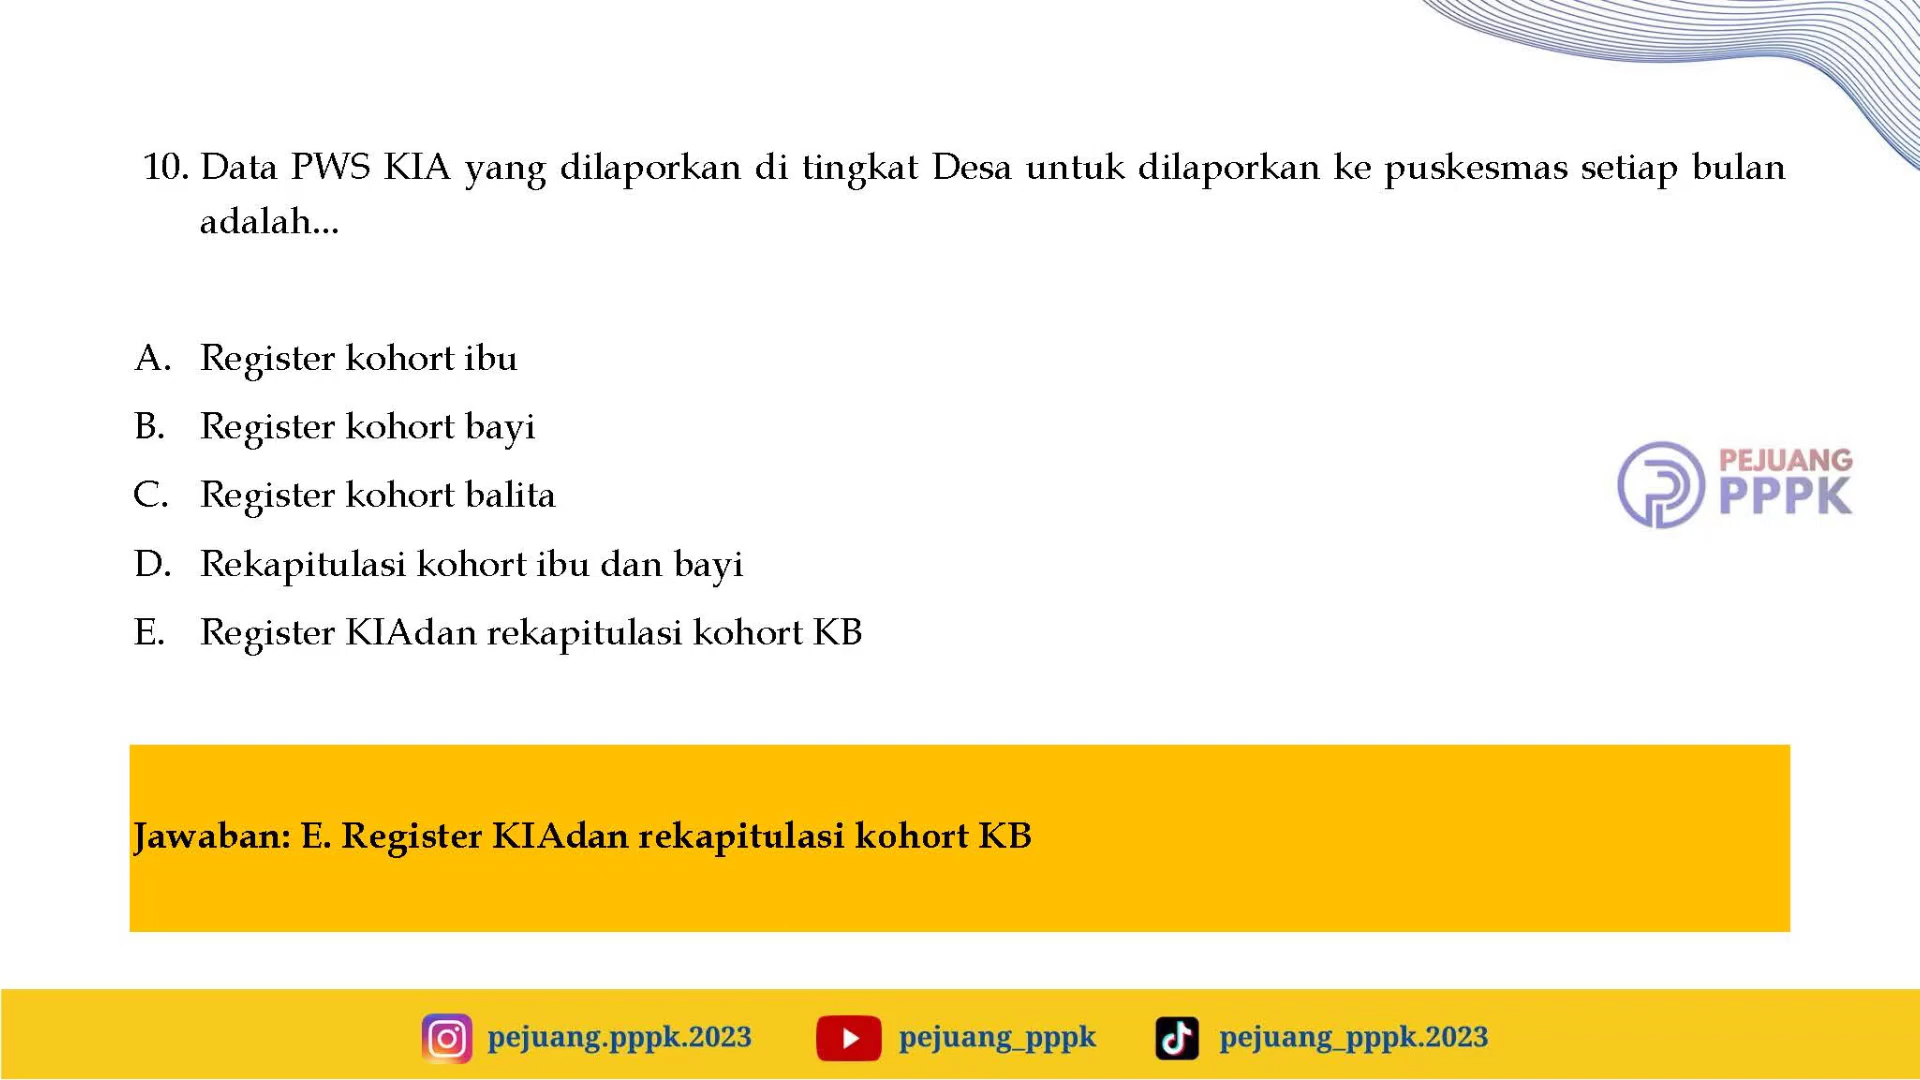 10. Data PWS KIA yang dilaporkan di tingkat Desa untuk dilaporkan ke puskesmas setiap bulan
adalah...
A. Register kohort ibu
B. Register kohort bayi
C. Register kohort balita
D. Rekapitulasi kohort ibu dan bayi
E. Register KIAdan rekapitulasi kohort KB
PEJUANG
PPPK
Jawaban: E. Register KIAdan rekapitulasi kohort KB
pejuang.pppk.2023 pejuang_pppk pejuang_pppk.2023